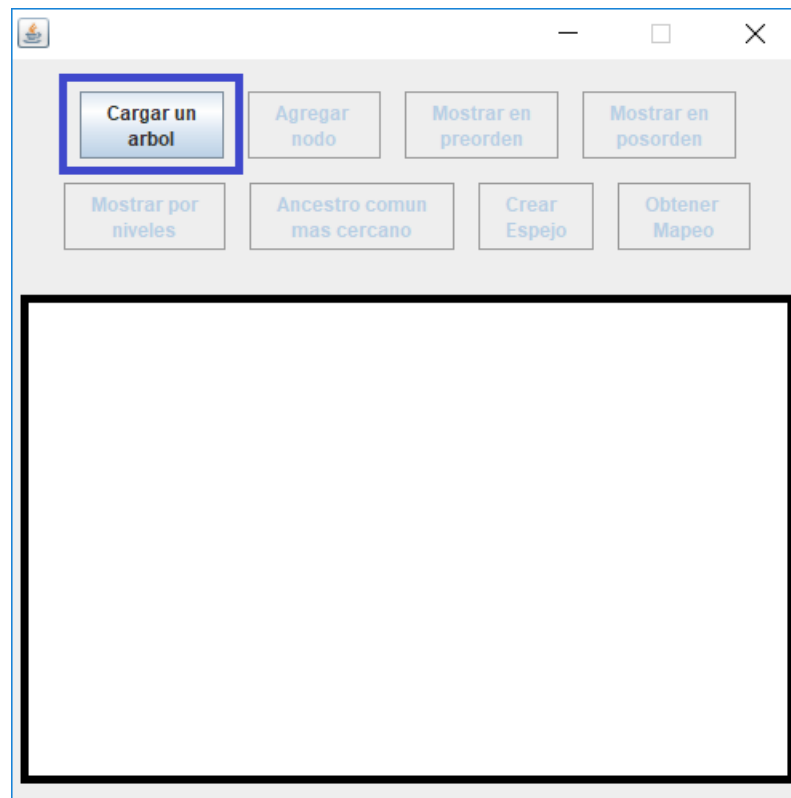 Cargar un
arbol
Agregar
nodo
Mostrar en
preorden
Mostrar en
posorden
Mostrar por
niveles
Ancestro comun
mas cercano
Crear
Espejo
Obtener
Mapeo